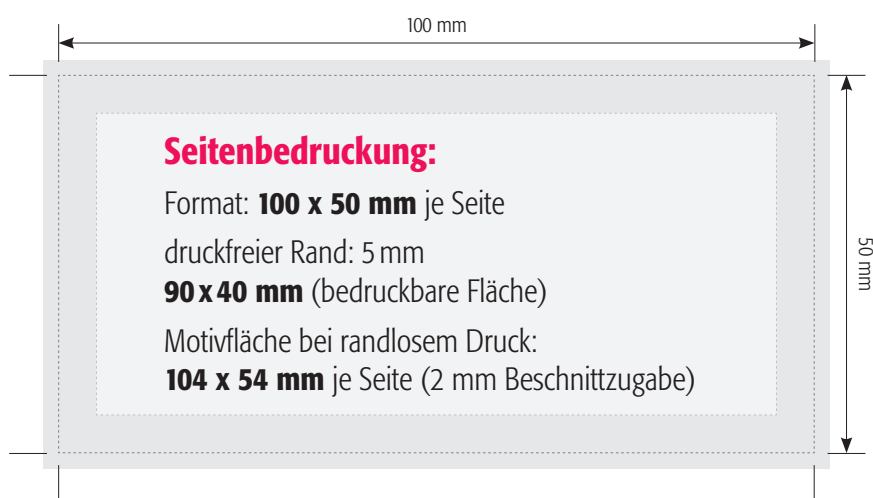 100 mm
Seitenbedruckung:
Format: 100 x 50 mm je Seite
druckfreier Rand: 5 mm
90 x 40 mm (bedruckbare Fläche)
Motivfläche bei randlosem Druck:
104 x 54 mm je Seite (2 mm Beschnittzugabe)
50 mm